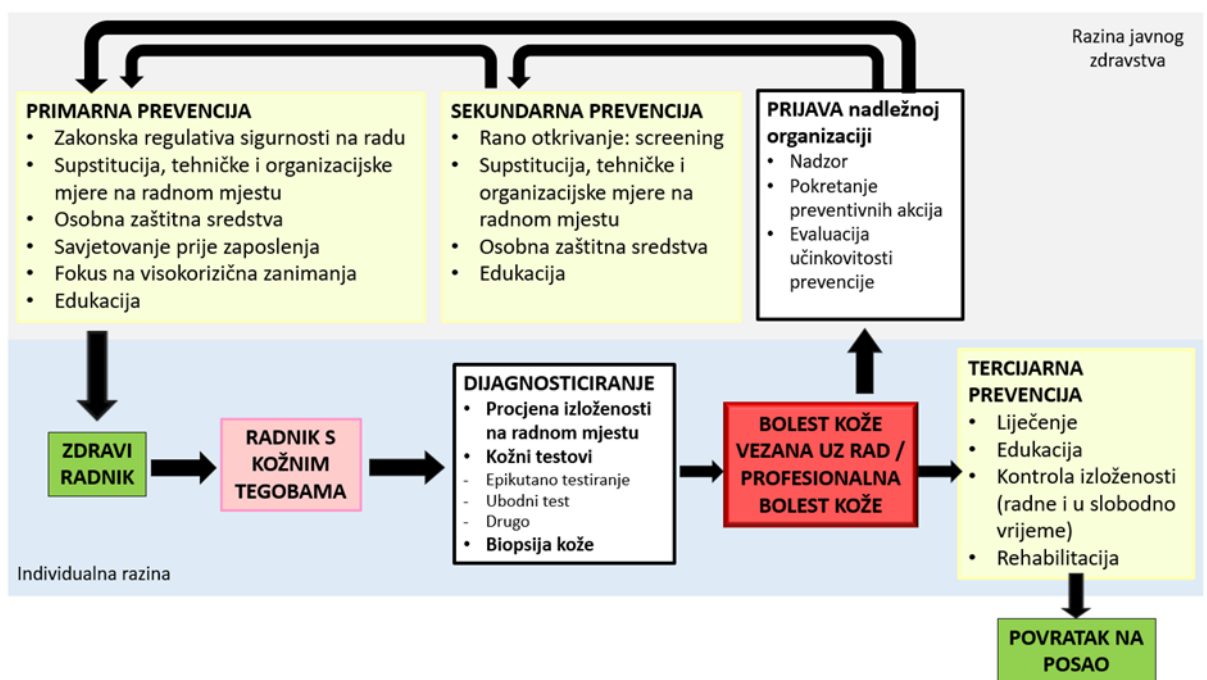 Razina javnog
zdravstva
PRIMARNA PREVENCIJA
• Zakonska regulativa sigurnosti na radu
• Supstitucija, tehničke i organizacijske
mjere na radnom mjestu
• Osobna zaštitna sredstva
• Savjetovanje prije zaposlenja
• Fokus na visokorizična zanimanja
• Edukacija
SEKUNDARNA PREVENCIJA
• Rano otkrivanje: screening
• Supstitucija, tehničke i
organizacijske mjere na
radnom mjestu
• Osobna zaštitna sredstva
• Edukacija
PRIJAVA nadležnoj
organizaciji
• Nadzor
• Pokretanje
preventivnih akcija
• Evaluacija
učinkovitosti
prevencije
ZDRAVI
RADNIK
RADNIK S
KOŽNIM
TEGOBAMA
DIJAGNOSTICIRANJE
• Procjena izloženosti
na radnom mjestu
• Kožni testovi
- Epikutano testiranje
- Ubodni test
- Drugo
• Biopsija kože
BOLEST KOŽE
VEZANA UZ RAD /
PROFESIONALNA
BOLEST KOŽE
TERCIJARNA
PREVENCIJA
• Liječenje
• Edukacija
• Kontrola izloženosti
(radne i u slobodno
vrijeme)
• Rehabilitacija
Individualna razina
POVRATAK NA
POSAO